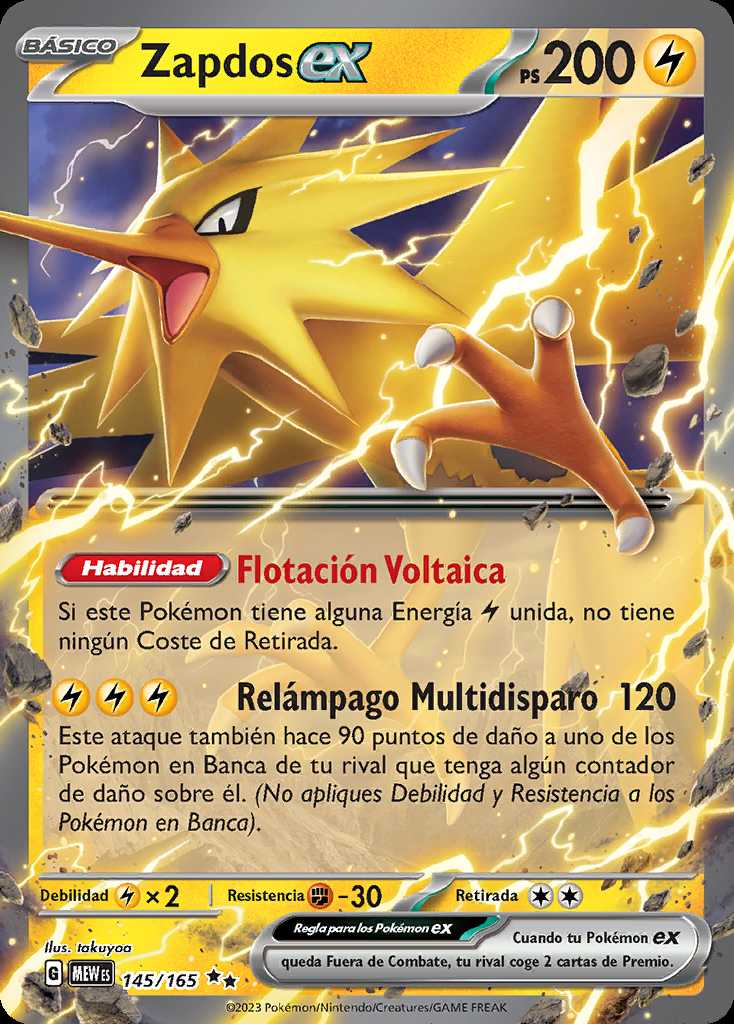 BÁSICO Zapdos ex PS 200
Habilidad Flotación Voltaica
Si este Pokémon tiene alguna Energía unida, no tiene
ningún Coste de Retirada.
Relámpago Multidisparo 120
Este ataque también hace 90 puntos de daño a uno de los
Pokémon en Banca de tu rival que tenga algún contador
de daño sobre él. (No apliques Debilidad y Resistencia a los
Pokémon en Banca).
Debilidad ×2 Resistencia -30 Retirada
Ilus. takuyoa
Regla para los Pokémon ex Cuando tu Pokémon ex
queda Fuera de Combate, tu rival coge 2 cartas de Premio.
G MEW ES 145/165
©2023 Pokémon/Nintendo/Creatures/GAME FREAK